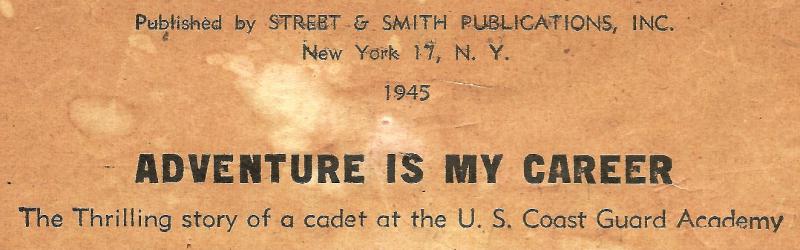 Published by STREET & SMITH PUBLICATIONS, INC.
New York 17, N. Y.
1945
ADVENTURE IS MY CAREER
The Thrilling story of a cadet at the U. S. Coast Guard Academy